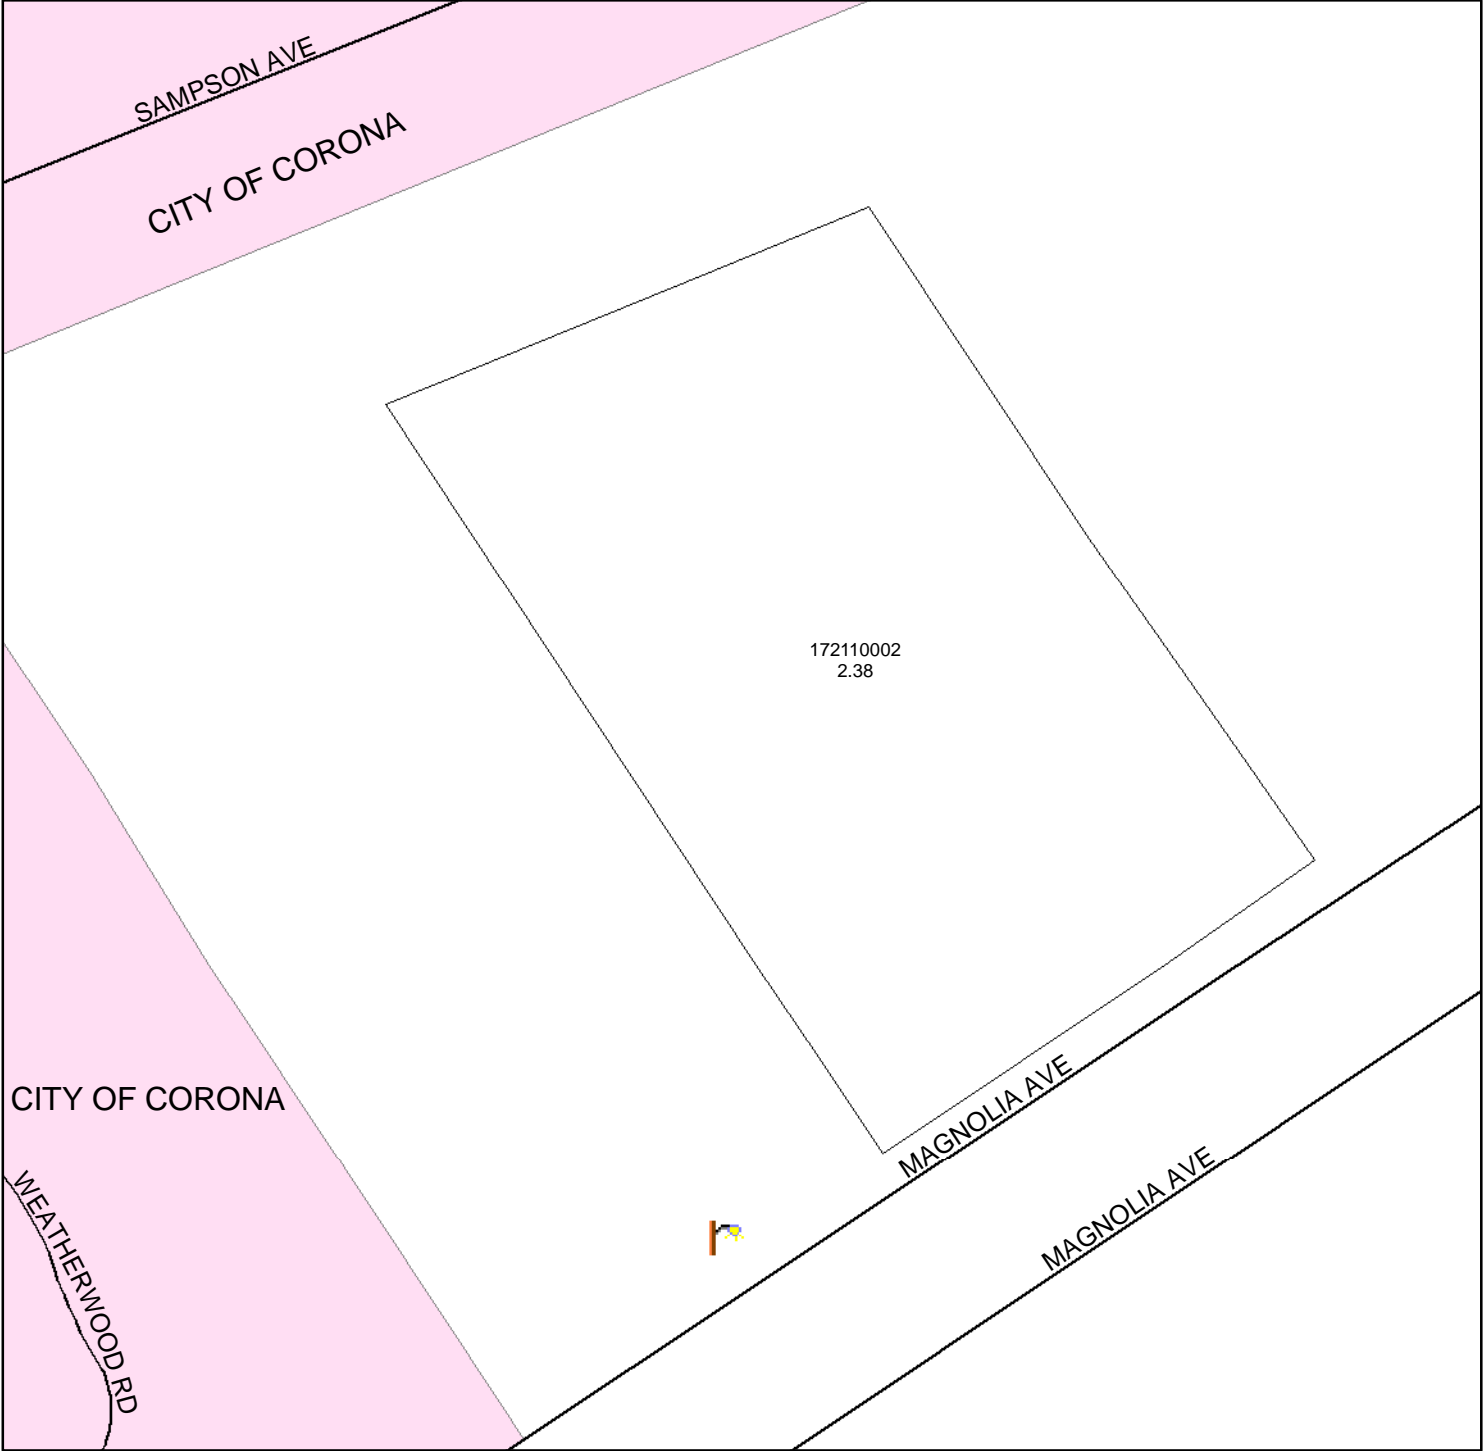 SAMPSON AVE
CITY OF CORONA
172110002
2.38
MAGNOLIA AVE
CITY OF CORONA
MAGNOLIA AVE
WEATHERWOOD RD